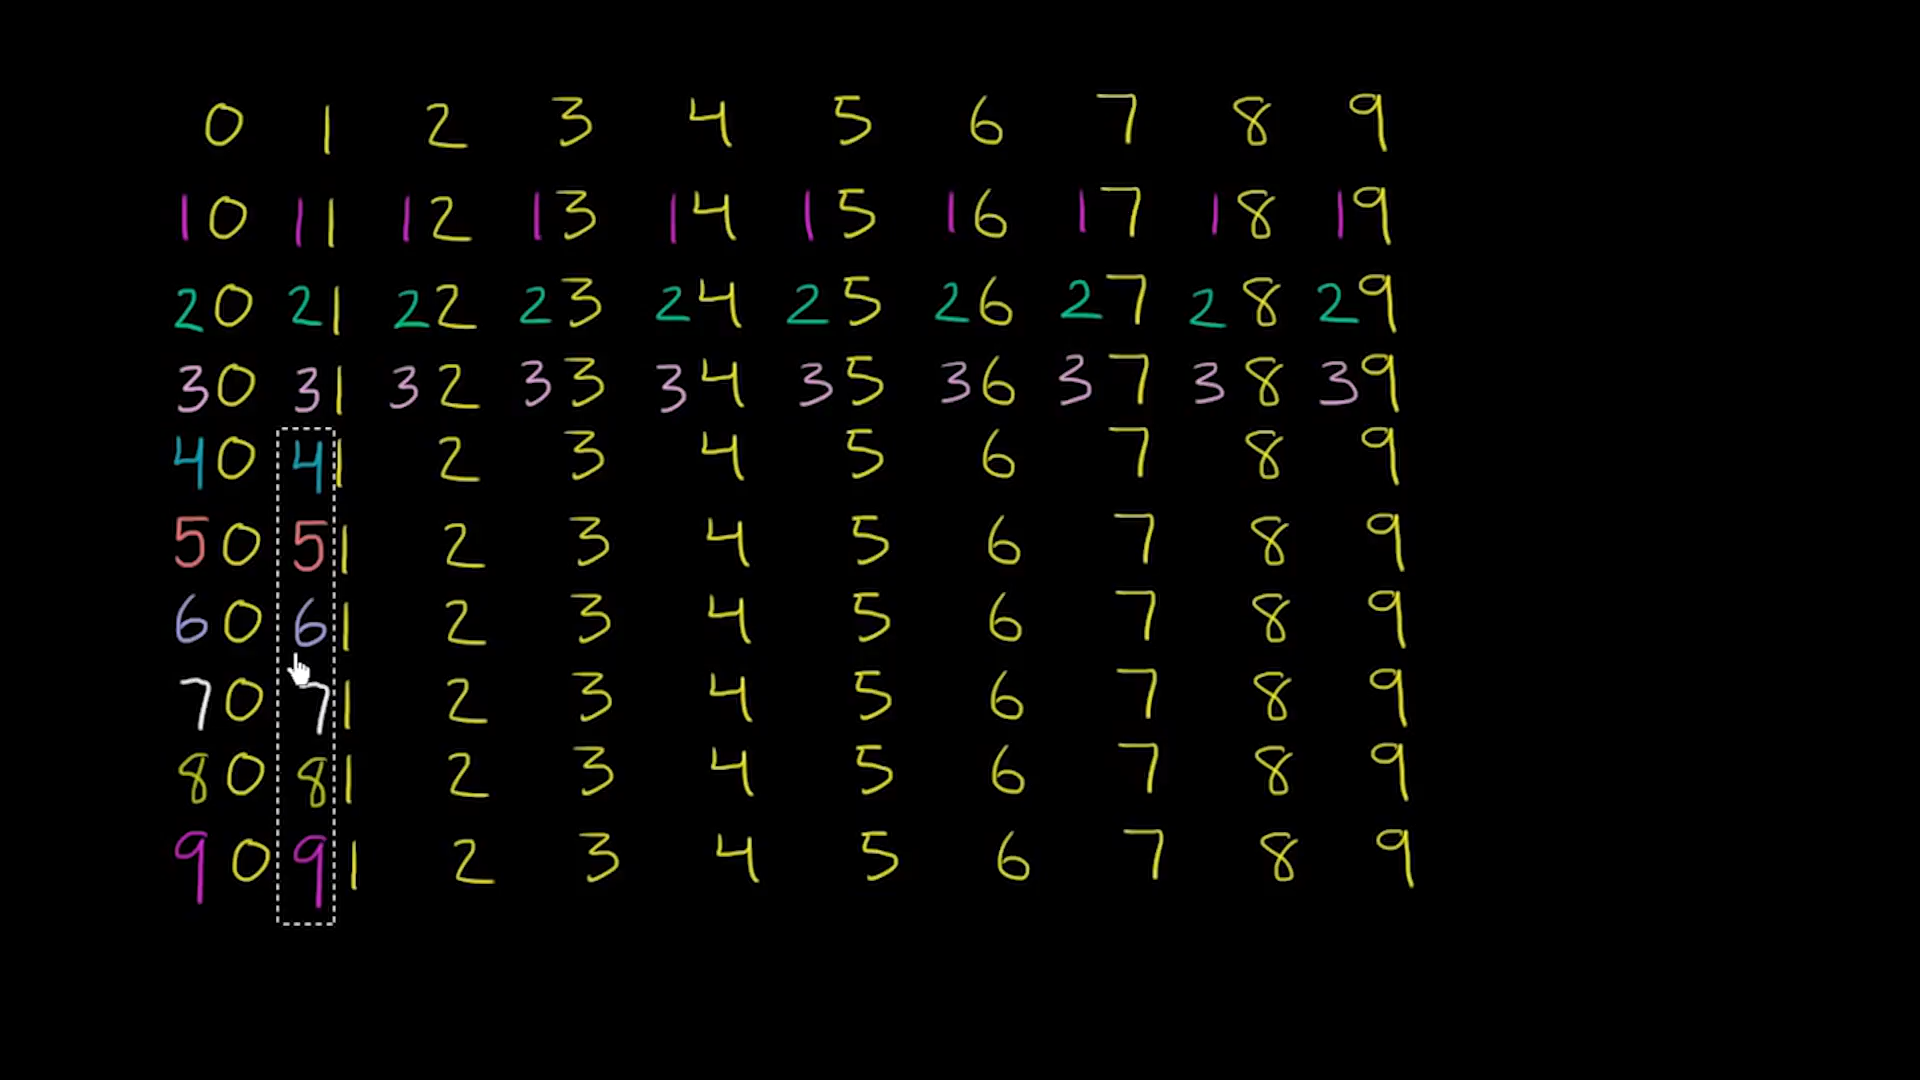 0 1 2 3 4 5 6 7 8 9
10 11 12 13 14 15 16 17 18 19
20 21 22 23 24 25 26 27 28 29
30 31 32 33 34 35 36 37 38 39
40 41 2 3 4 5 6 7 8 9
50 51 2 3 4 5 6 7 8 9
60 61 2 3 4 5 6 7 8 9
70 71 2 3 4 5 6 7 8 9
80 81 2 3 4 5 6 7 8 9
90 91 2 3 4 5 6 7 8 9